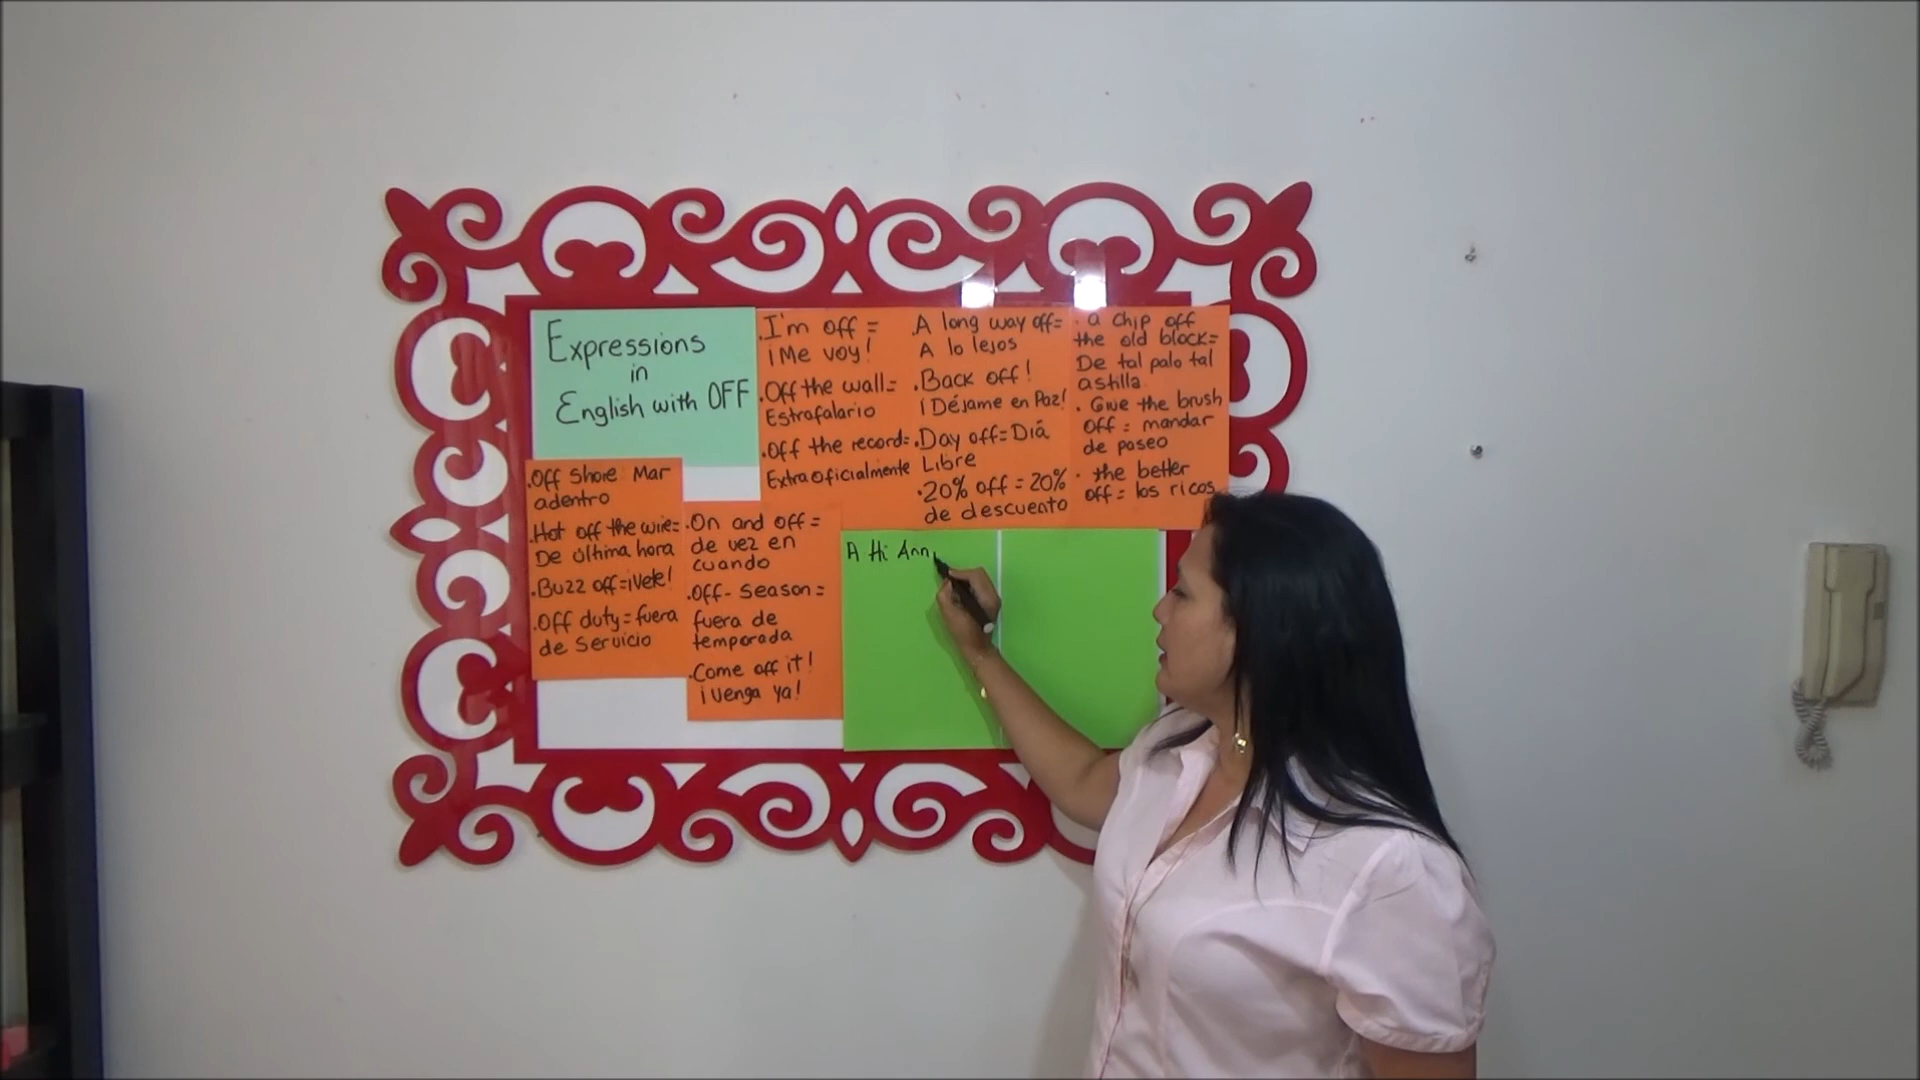 Expressions
in
English with OFF
.I'm off =
¡Me voy!
.Off the wall=
Estrafalario
.Off the record=
Extraoficialmente
.A long way off=
A lo lejos
.Back off!
¡Déjame en Paz!
.Day off=Diá
Libre
.20% off = 20%
de descuento
. a chip off
the old block=
De tal palo tal
astilla
. Give the brush
off = mandar
de paseo
. the better
off = los ricos
.Off Shore: Mar
adentro
.Hot off the wire=
De última hora
.Buzz off=¡vete!
.Off duty=fuera
de servicio
.On and off =
de vez en
cuando
.Off- season=
fuera de
temporada
.Come off it!
¡Venga ya!
A Hi Ann